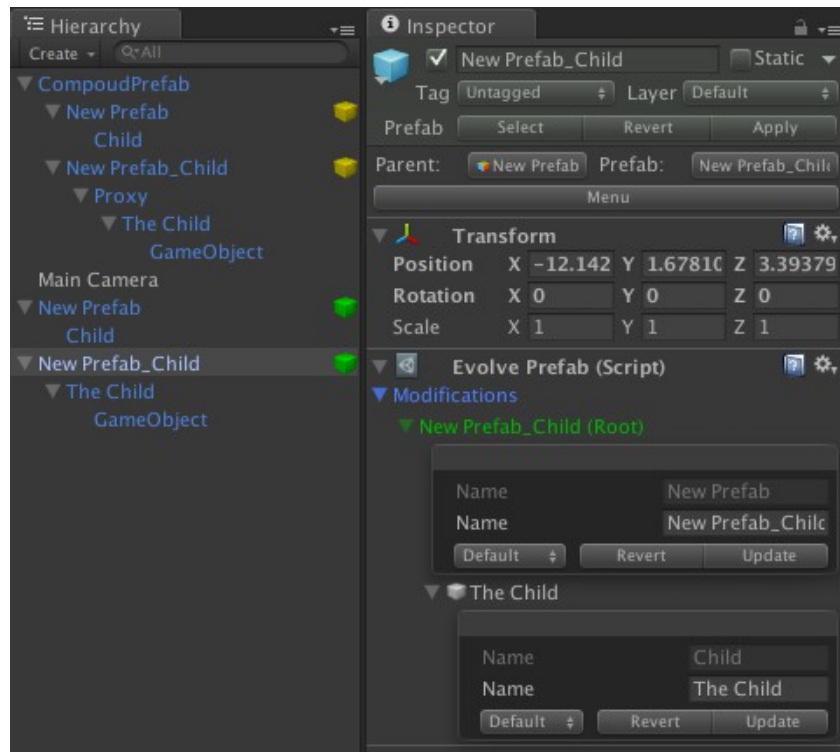 Hierarchy
Create
All
CompoudPrefab
New Prefab
Child
New Prefab_Child
Proxy
The Child
GameObject
Main Camera
New Prefab
Child
New Prefab_Child
The Child
GameObject
Inspector
New Prefab_Child Static
Tag Untagged Layer Default
Prefab Select Revert Apply
Parent: New Prefab Prefab: New Prefab_Chil
Menu
Transform
Position X -12.142 Y 1.6781 Z 3.39379
Rotation X 0 Y 0 Z 0
Scale X 1 Y 1 Z 1
Evolve Prefab (Script)
Modifications
New Prefab_Child (Root)
Name New Prefab
Name New Prefab_Chil
Default Revert Update
The Child
Name Child
Name The Child
Default Revert Update